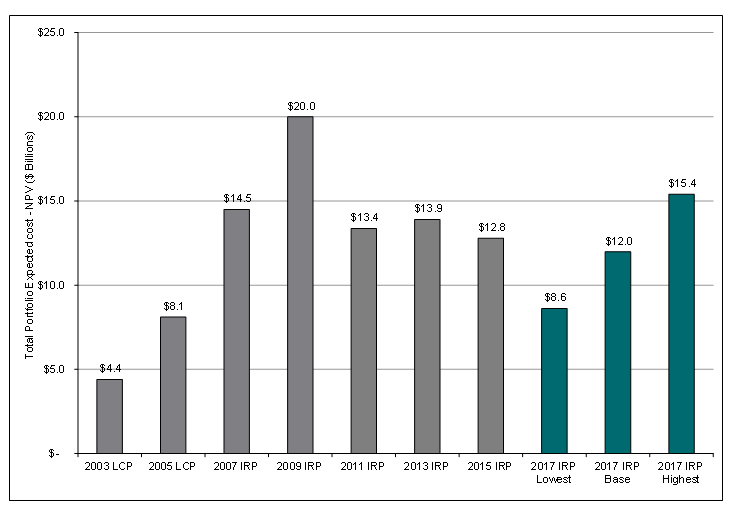 $25.0
$20.0
$15.0
$10.0
$5.0
$-
Total Portfolio Expected cost - NPV ($ Billions)
$4.4
$8.1
$14.5
$20.0
$13.4
$13.9
$12.8
$8.6
$12.0
$15.4
2003 LCP
2005 LCP
2007 IRP
2009 IRP
2011 IRP
2013 IRP
2015 IRP
2017 IRP
Lowest
2017 IRP
Base
2017 IRP
Highest